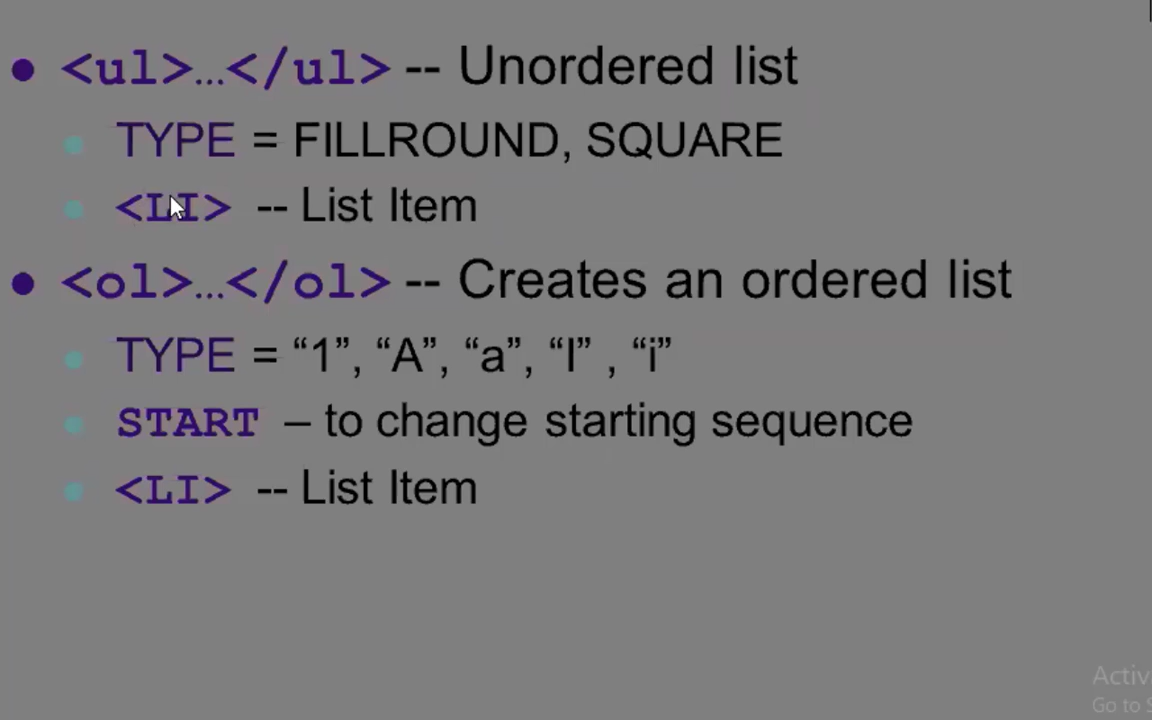 <ul>…</ul> -- Unordered list
TYPE = FILLROUND, SQUARE
<LI> -- List Item
<ol>…</ol> -- Creates an ordered list
TYPE = “1”, “A”, “a”, “I” , “i”
START – to change starting sequence
<LI> -- List Item
Go to